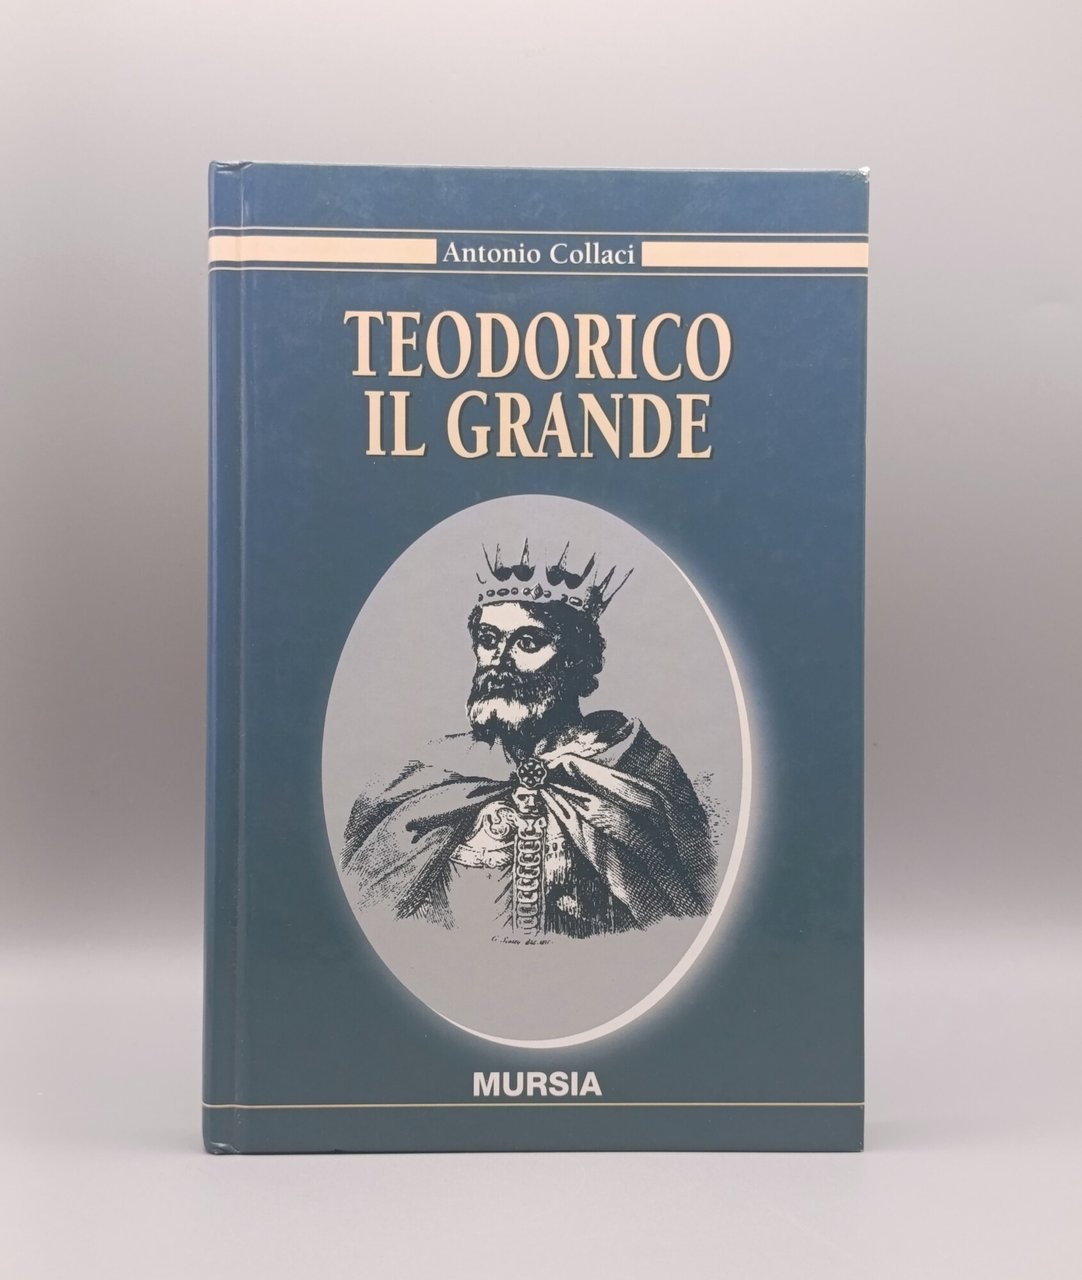 Antonio Collaci
TEODORICO
IL GRANDE
MURSIA